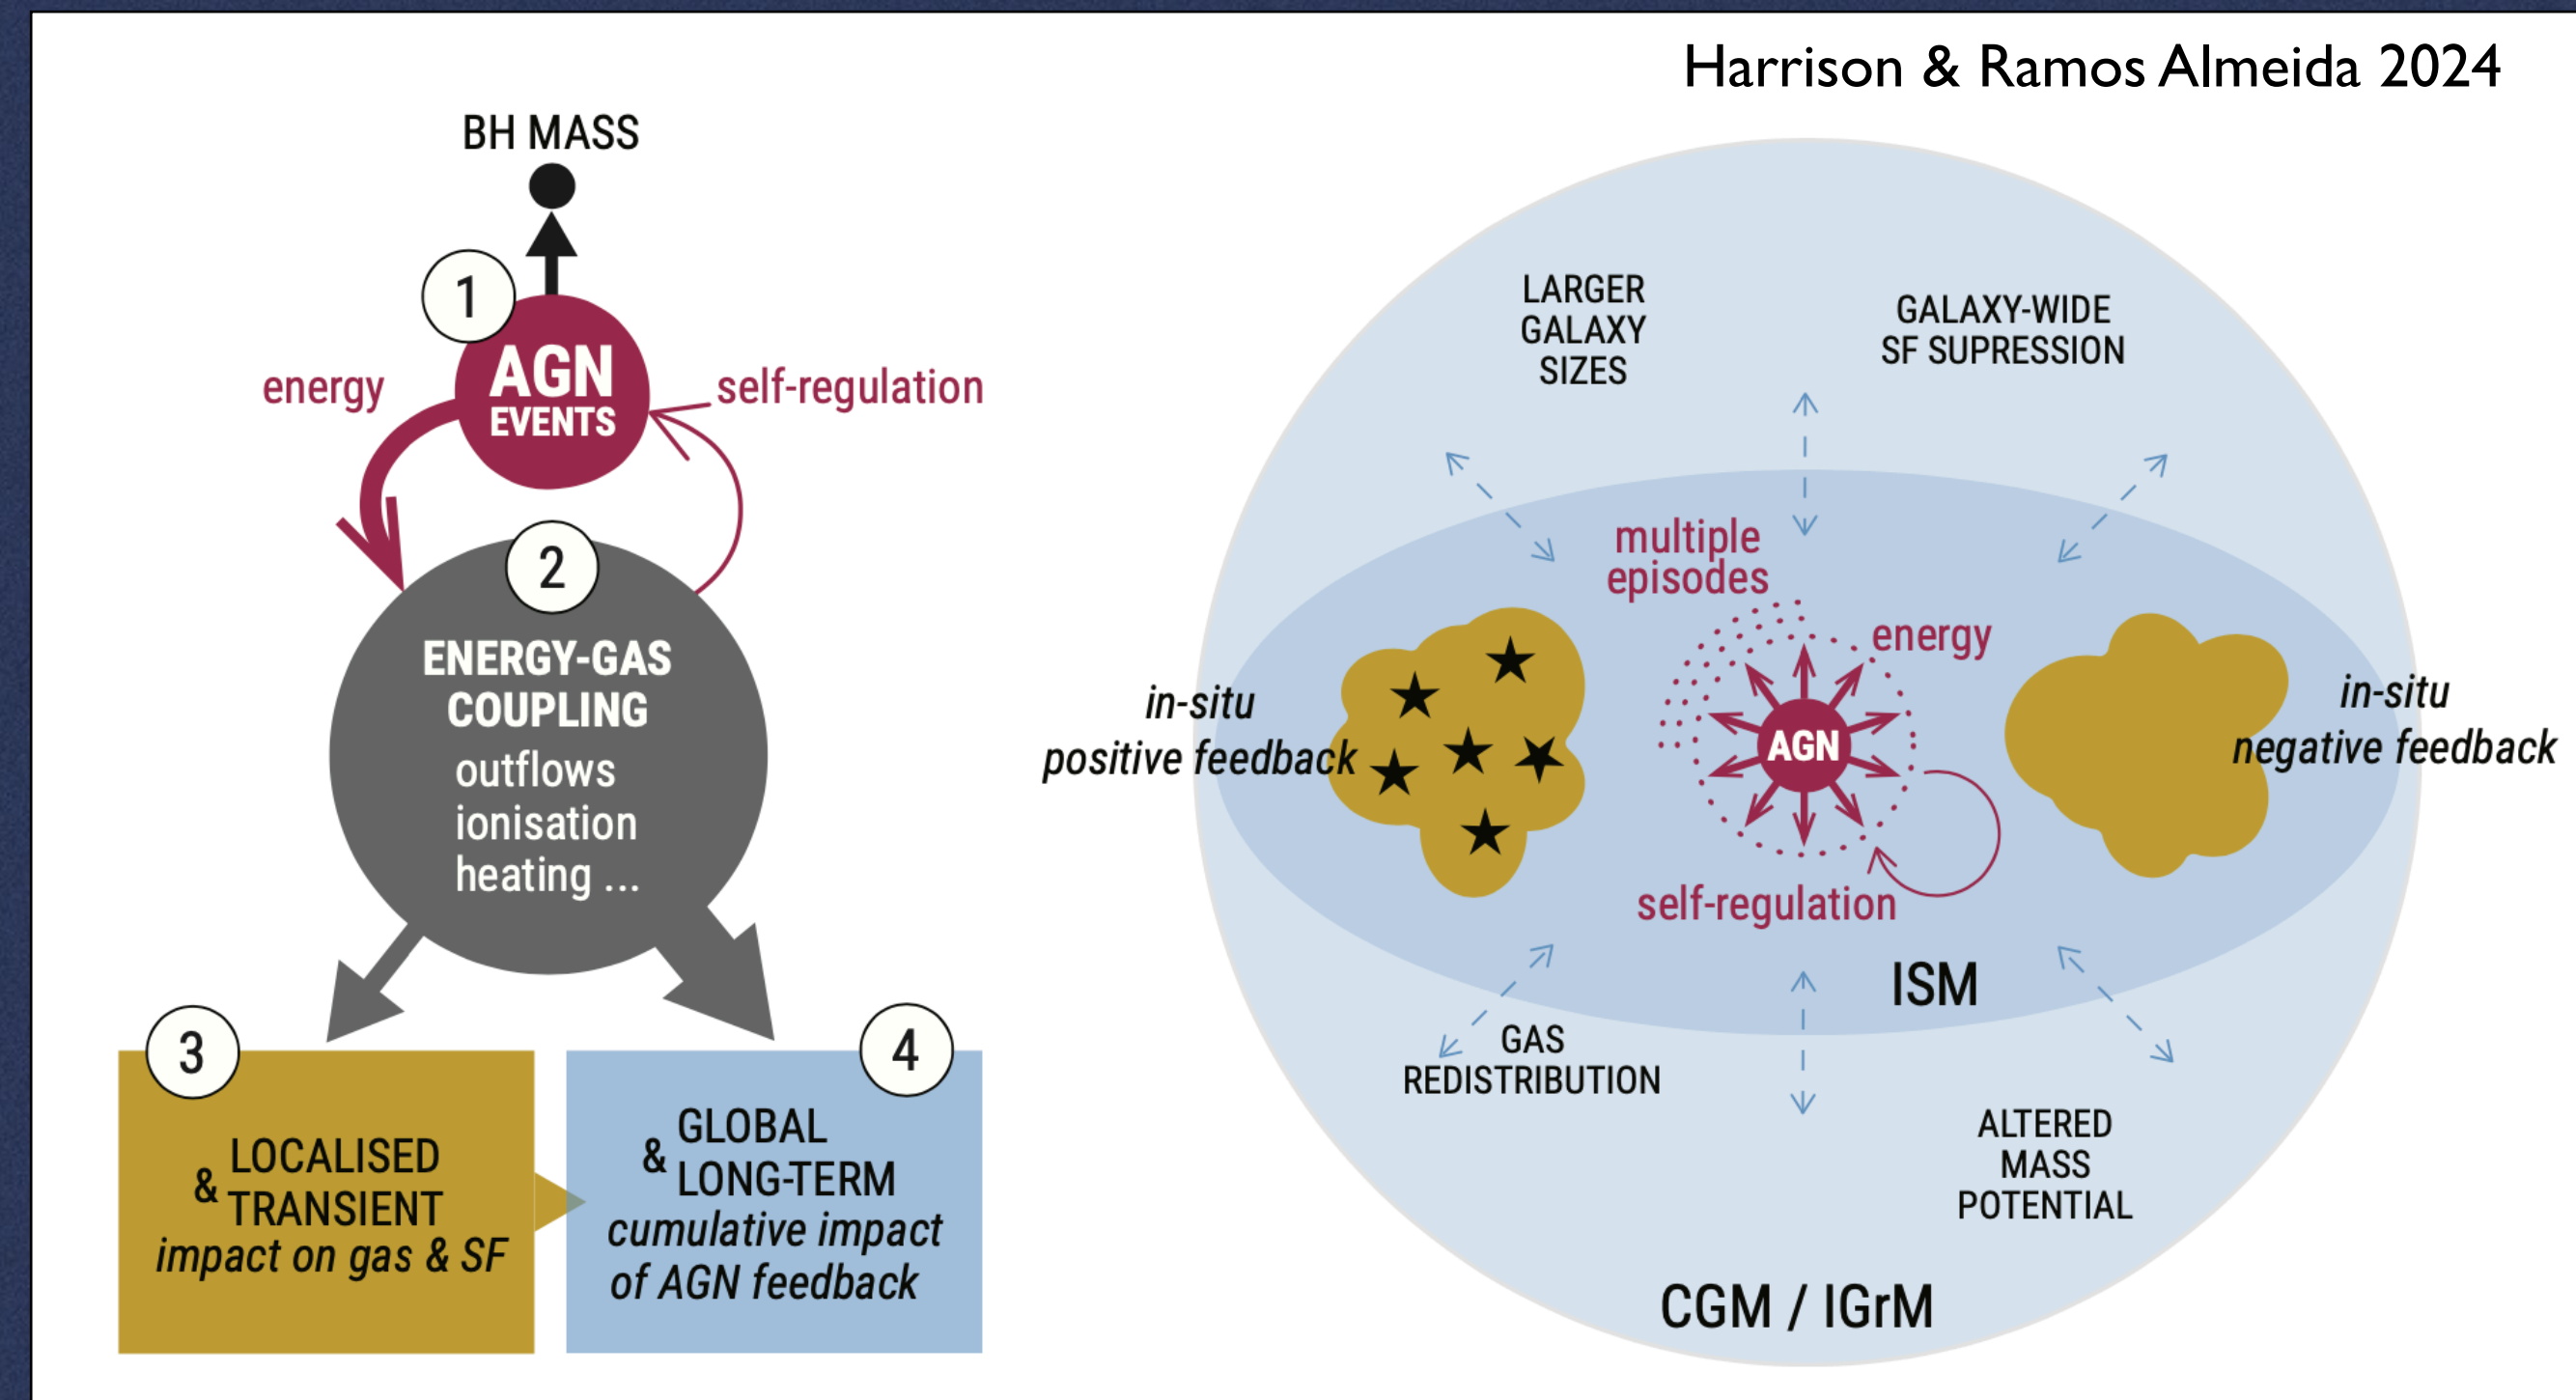 Harrison & Ramos Almeida 2024
BH MASS
1
AGN
EVENTS
energy
self-regulation
2
ENERGY-GAS
COUPLING
outflows
ionisation
heating ...
3
LOCALISED
& TRANSIENT
impact on gas & SF
4
GLOBAL
& LONG-TERM
cumulative impact
of AGN feedback
LARGER
GALAXY
SIZES
GALAXY-WIDE
SF SUPRESSION
multiple
episodes
energy
in-situ
positive feedback
AGN
in-situ
negative feedback
self-regulation
ISM
GAS
REDISTRIBUTION
ALTERED
MASS
POTENTIAL
CGM / IGrM